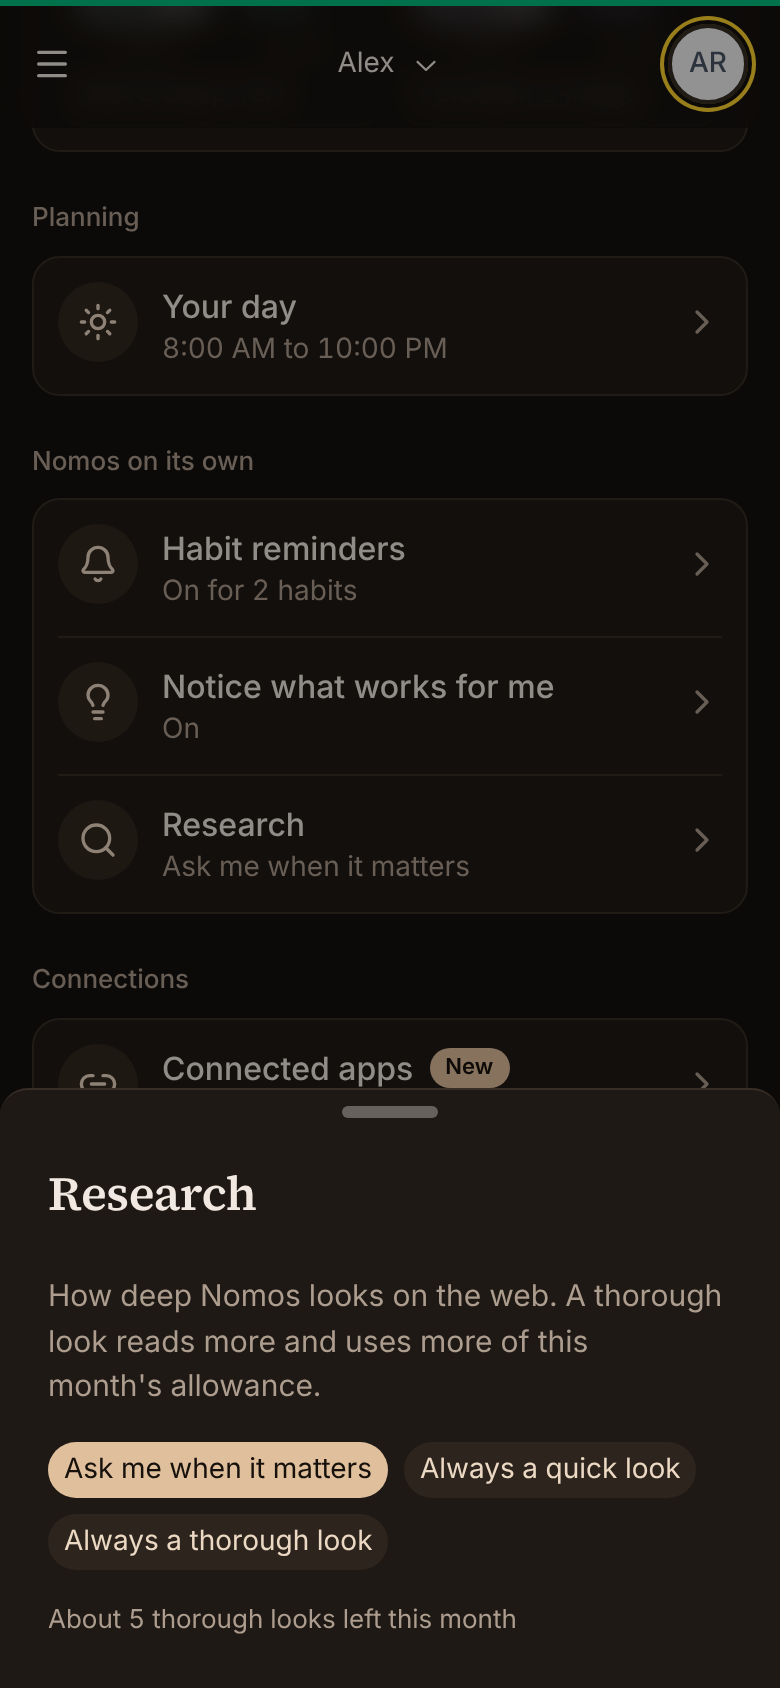 Alex
AR
Planning
Your day
8:00 AM to 10:00 PM
Nomos on its own
Habit reminders
On for 2 habits
Notice what works for me
On
Research
Ask me when it matters
Connections
Connected apps New
Research
How deep Nomos looks on the web. A thorough
look reads more and uses more of this
month's allowance.
Ask me when it matters Always a quick look
Always a thorough look
About 5 thorough looks left this month